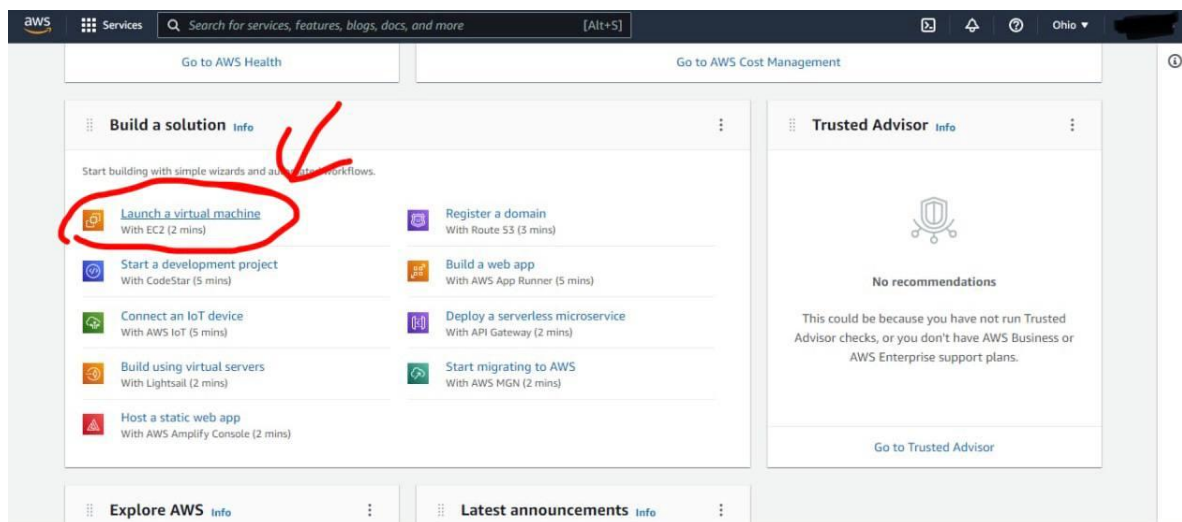 aws Services Search for services, features, blogs, docs, and more [Alt+S] Ohio
Go to AWS Health
Go to AWS Cost Management
Build a solution Info
Start building with simple wizards and automated workflows.
Launch a virtual machine
With EC2 (2 mins)
Register a domain
With Route 53 (3 mins)
Start a development project
With CodeStar (5 mins)
Build a web app
With AWS App Runner (5 mins)
Connect an IoT device
With AWS IoT (5 mins)
Deploy a serverless microservice
With API Gateway (2 mins)
Build using virtual servers
With Lightsail (2 mins)
Start migrating to AWS
With AWS MGN (2 mins)
Host a static web app
With AWS Amplify Console (2 mins)
Trusted Advisor Info
No recommendations
This could be because you have not run Trusted
Advisor checks, or you don't have AWS Business or
AWS Enterprise support plans.
Go to Trusted Advisor
Explore AWS Info
Latest announcements Info